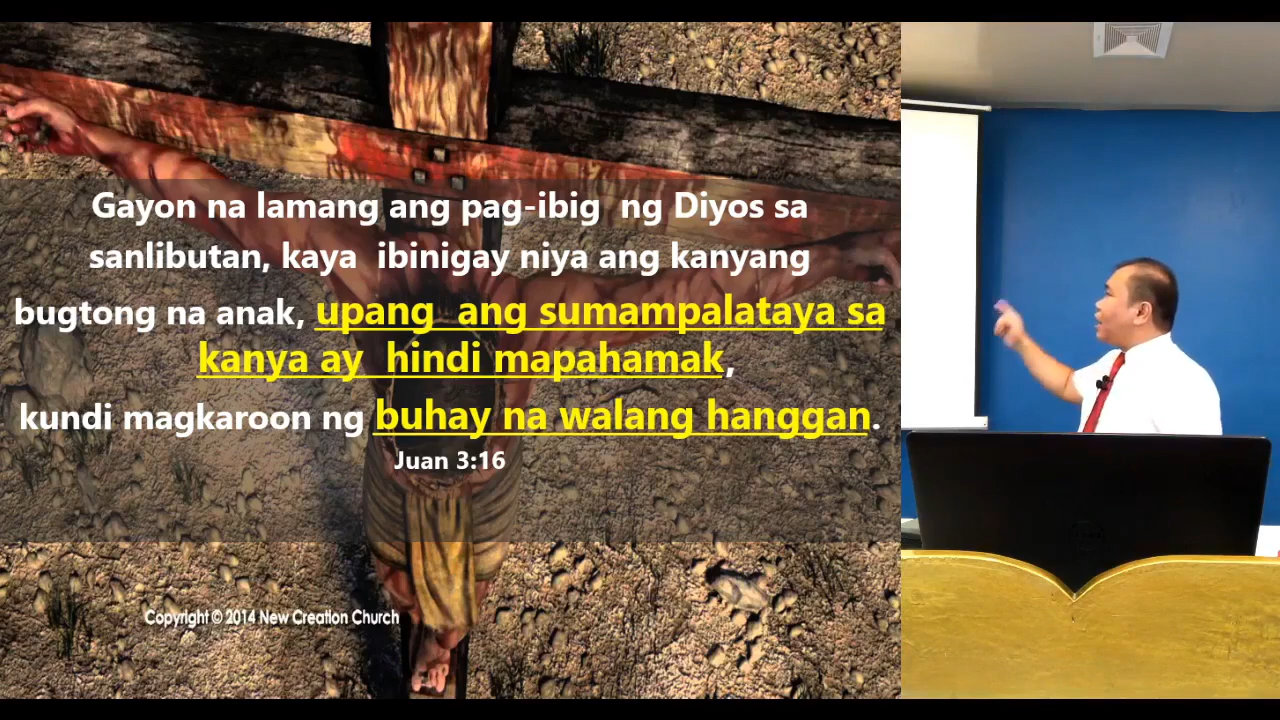 Gayon na lamang ang pag-ibig ng Diyos sa
sanlibutan, kaya ibinigay niya ang kanyang
bugtong na anak, upang ang sumampalataya sa
kanya ay hindi mapahamak,
kundi magkaroon ng buhay na walang hanggan.
Juan 3:16
Copyright © 2014 New Creation Church